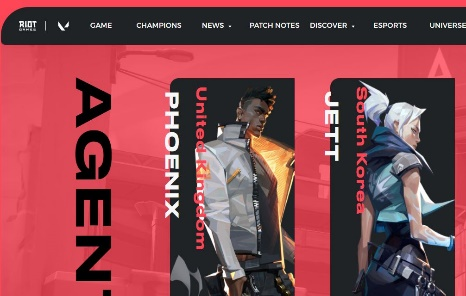 RIOT GAMES
GAME
CHAMPIONS
NEWS
PATCH NOTES
DISCOVER
ESPORTS
UNIVERSE
AGENT
PHOENIX
United Kingdom
JETT
South Korea